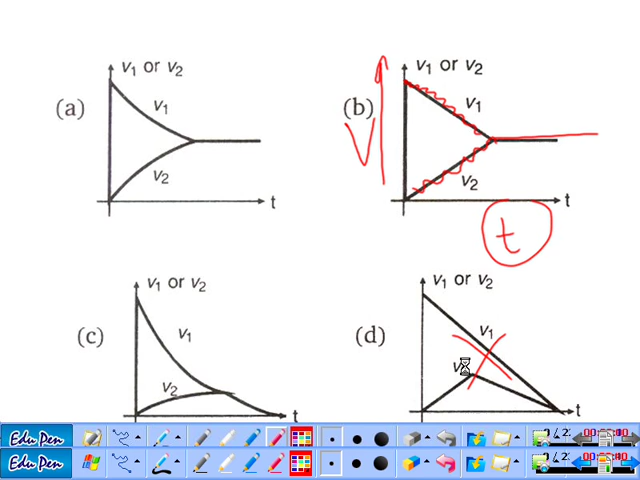 v₁ or v₂
v₁ or v₂
(a)
v₁
v₂
t
(b)
V
v₁
v₂
t
t
v₁ or v₂
v₁ or v₂
(c)
v₁
v₂
t
(d)
v₁
t
Edu Pen
Edu Pen